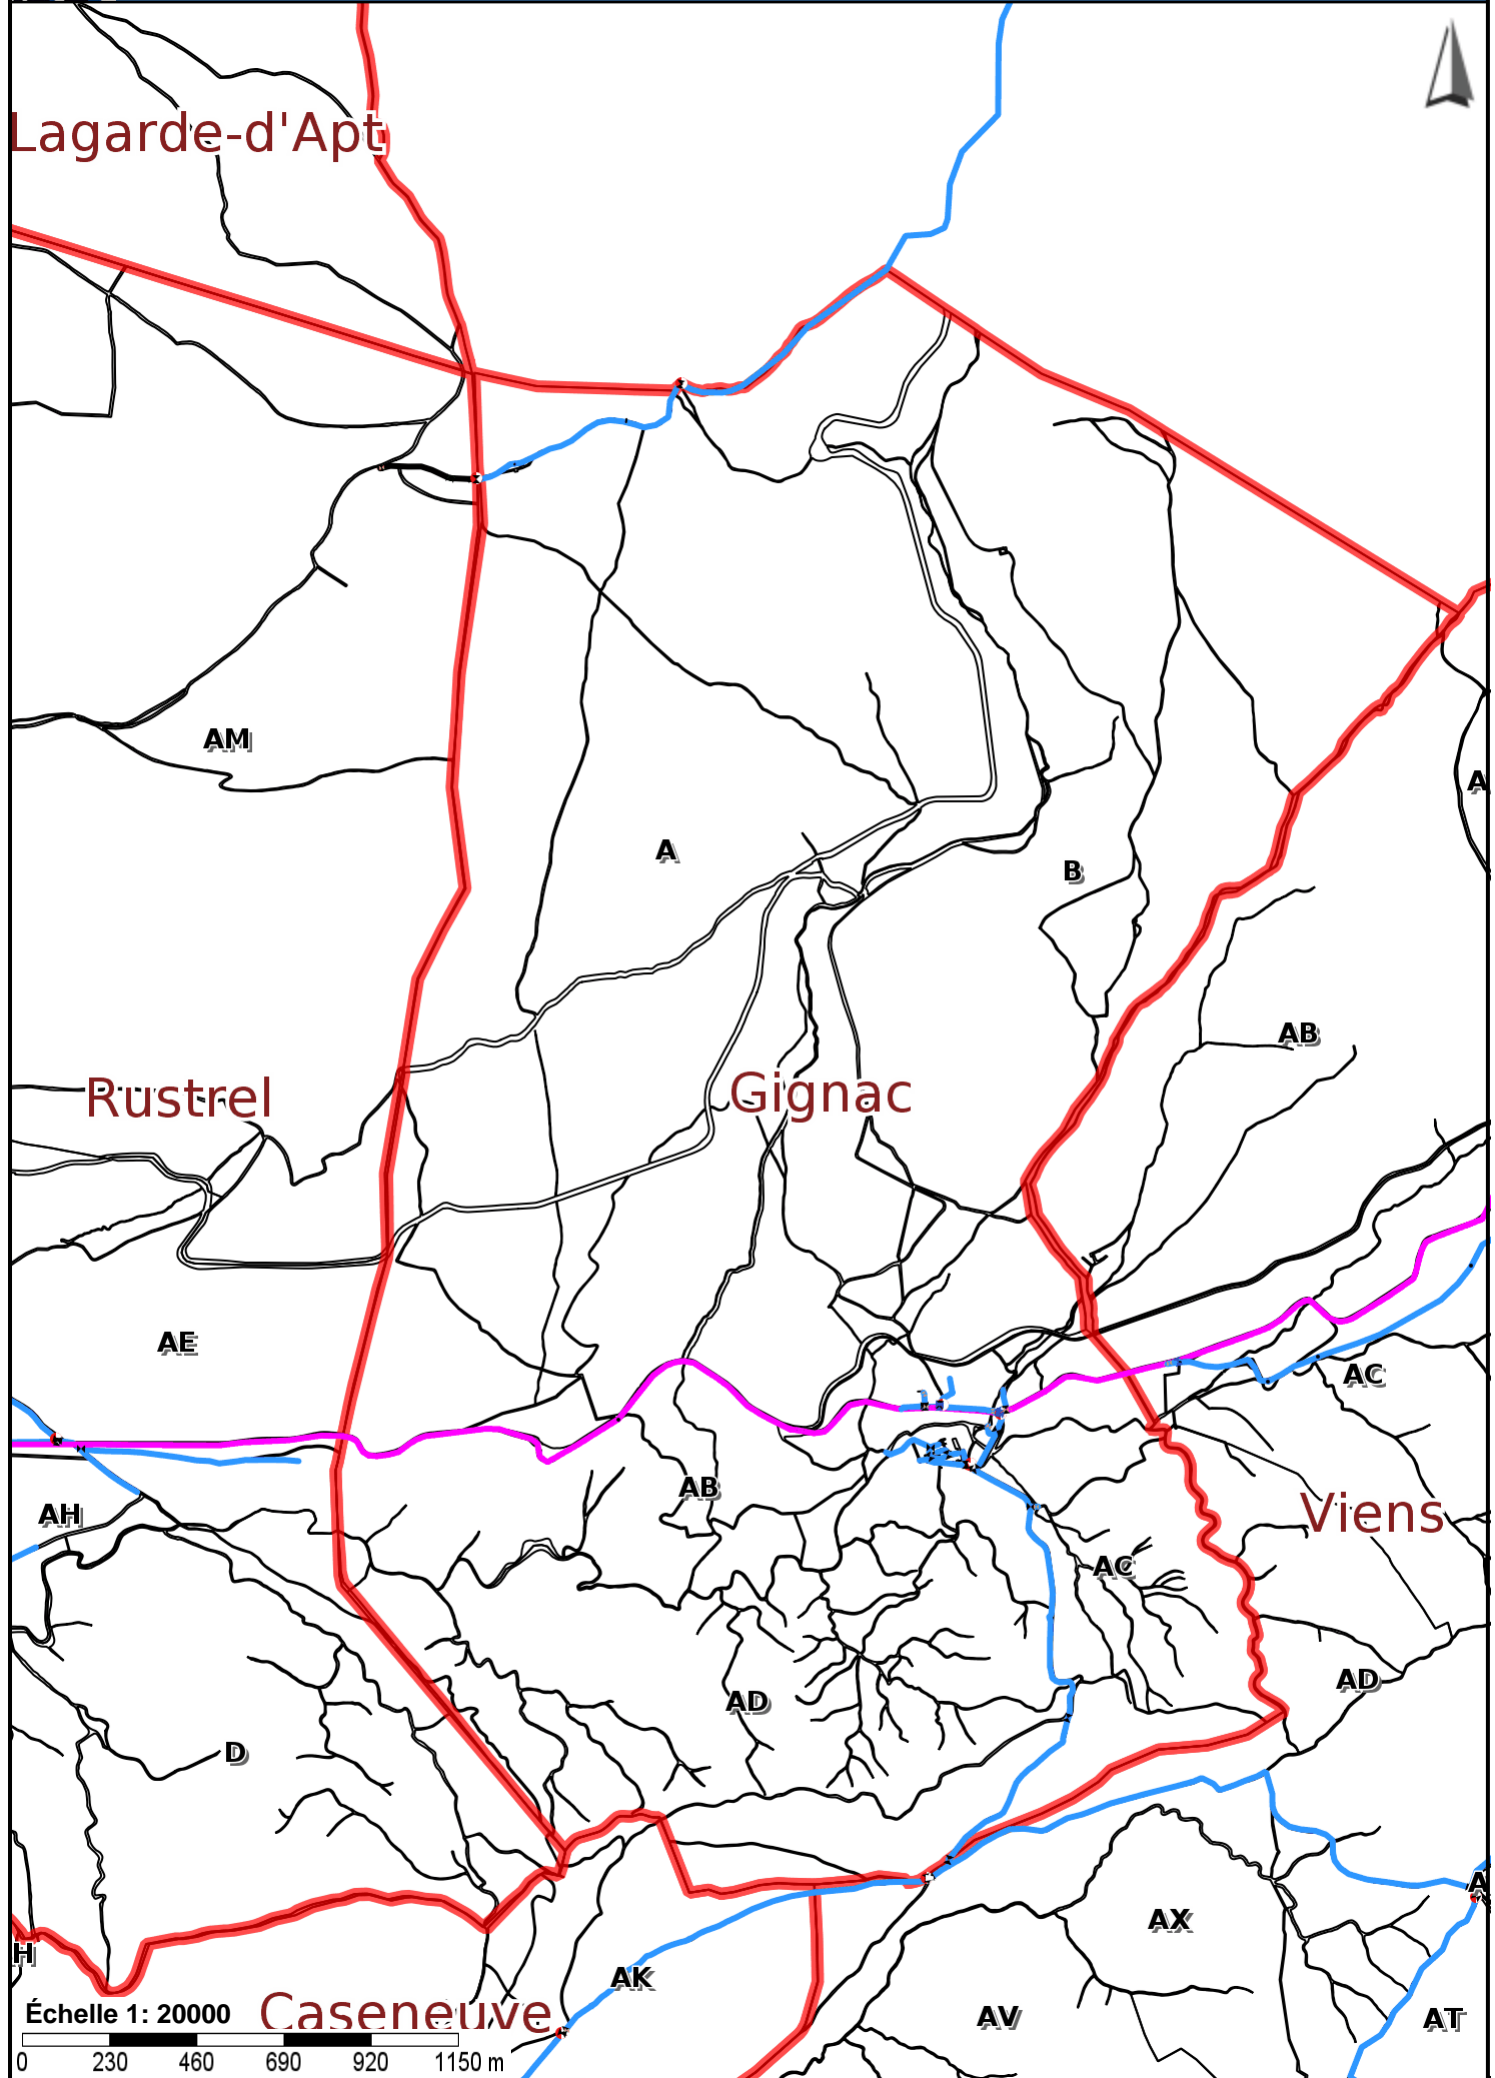 Lagarde-d'Apt
AM
A
A
B
AB
Rustrel
Gignac
AE
AC
AB
AH
Viens
AC
AD
AD
D
A
AX
H
AK
Échelle 1: 20000
Caseneuve
AV
AT
0 230 460 690 920 1150 m